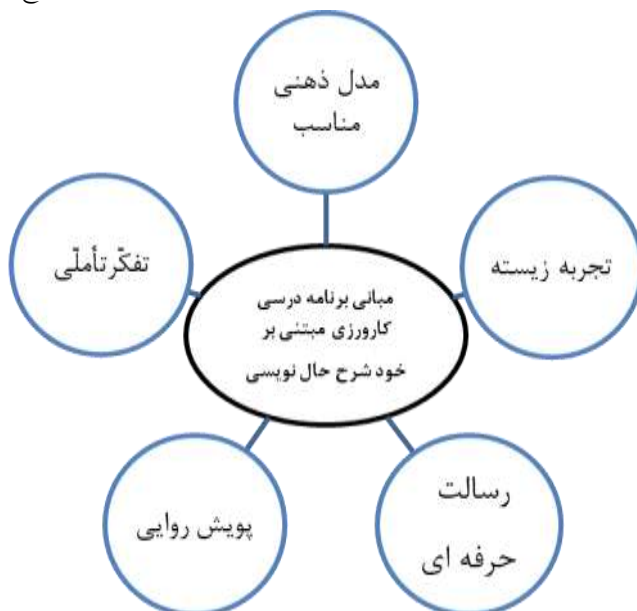 مدل ذهنی
مناسب
تجربه زیسته
تفکّرتأملّی
مبانی برنامه درسی
کارورزی مبتنی بر
خود شرح حال نویسی
رسالت
حرفه ای
پویش روایی